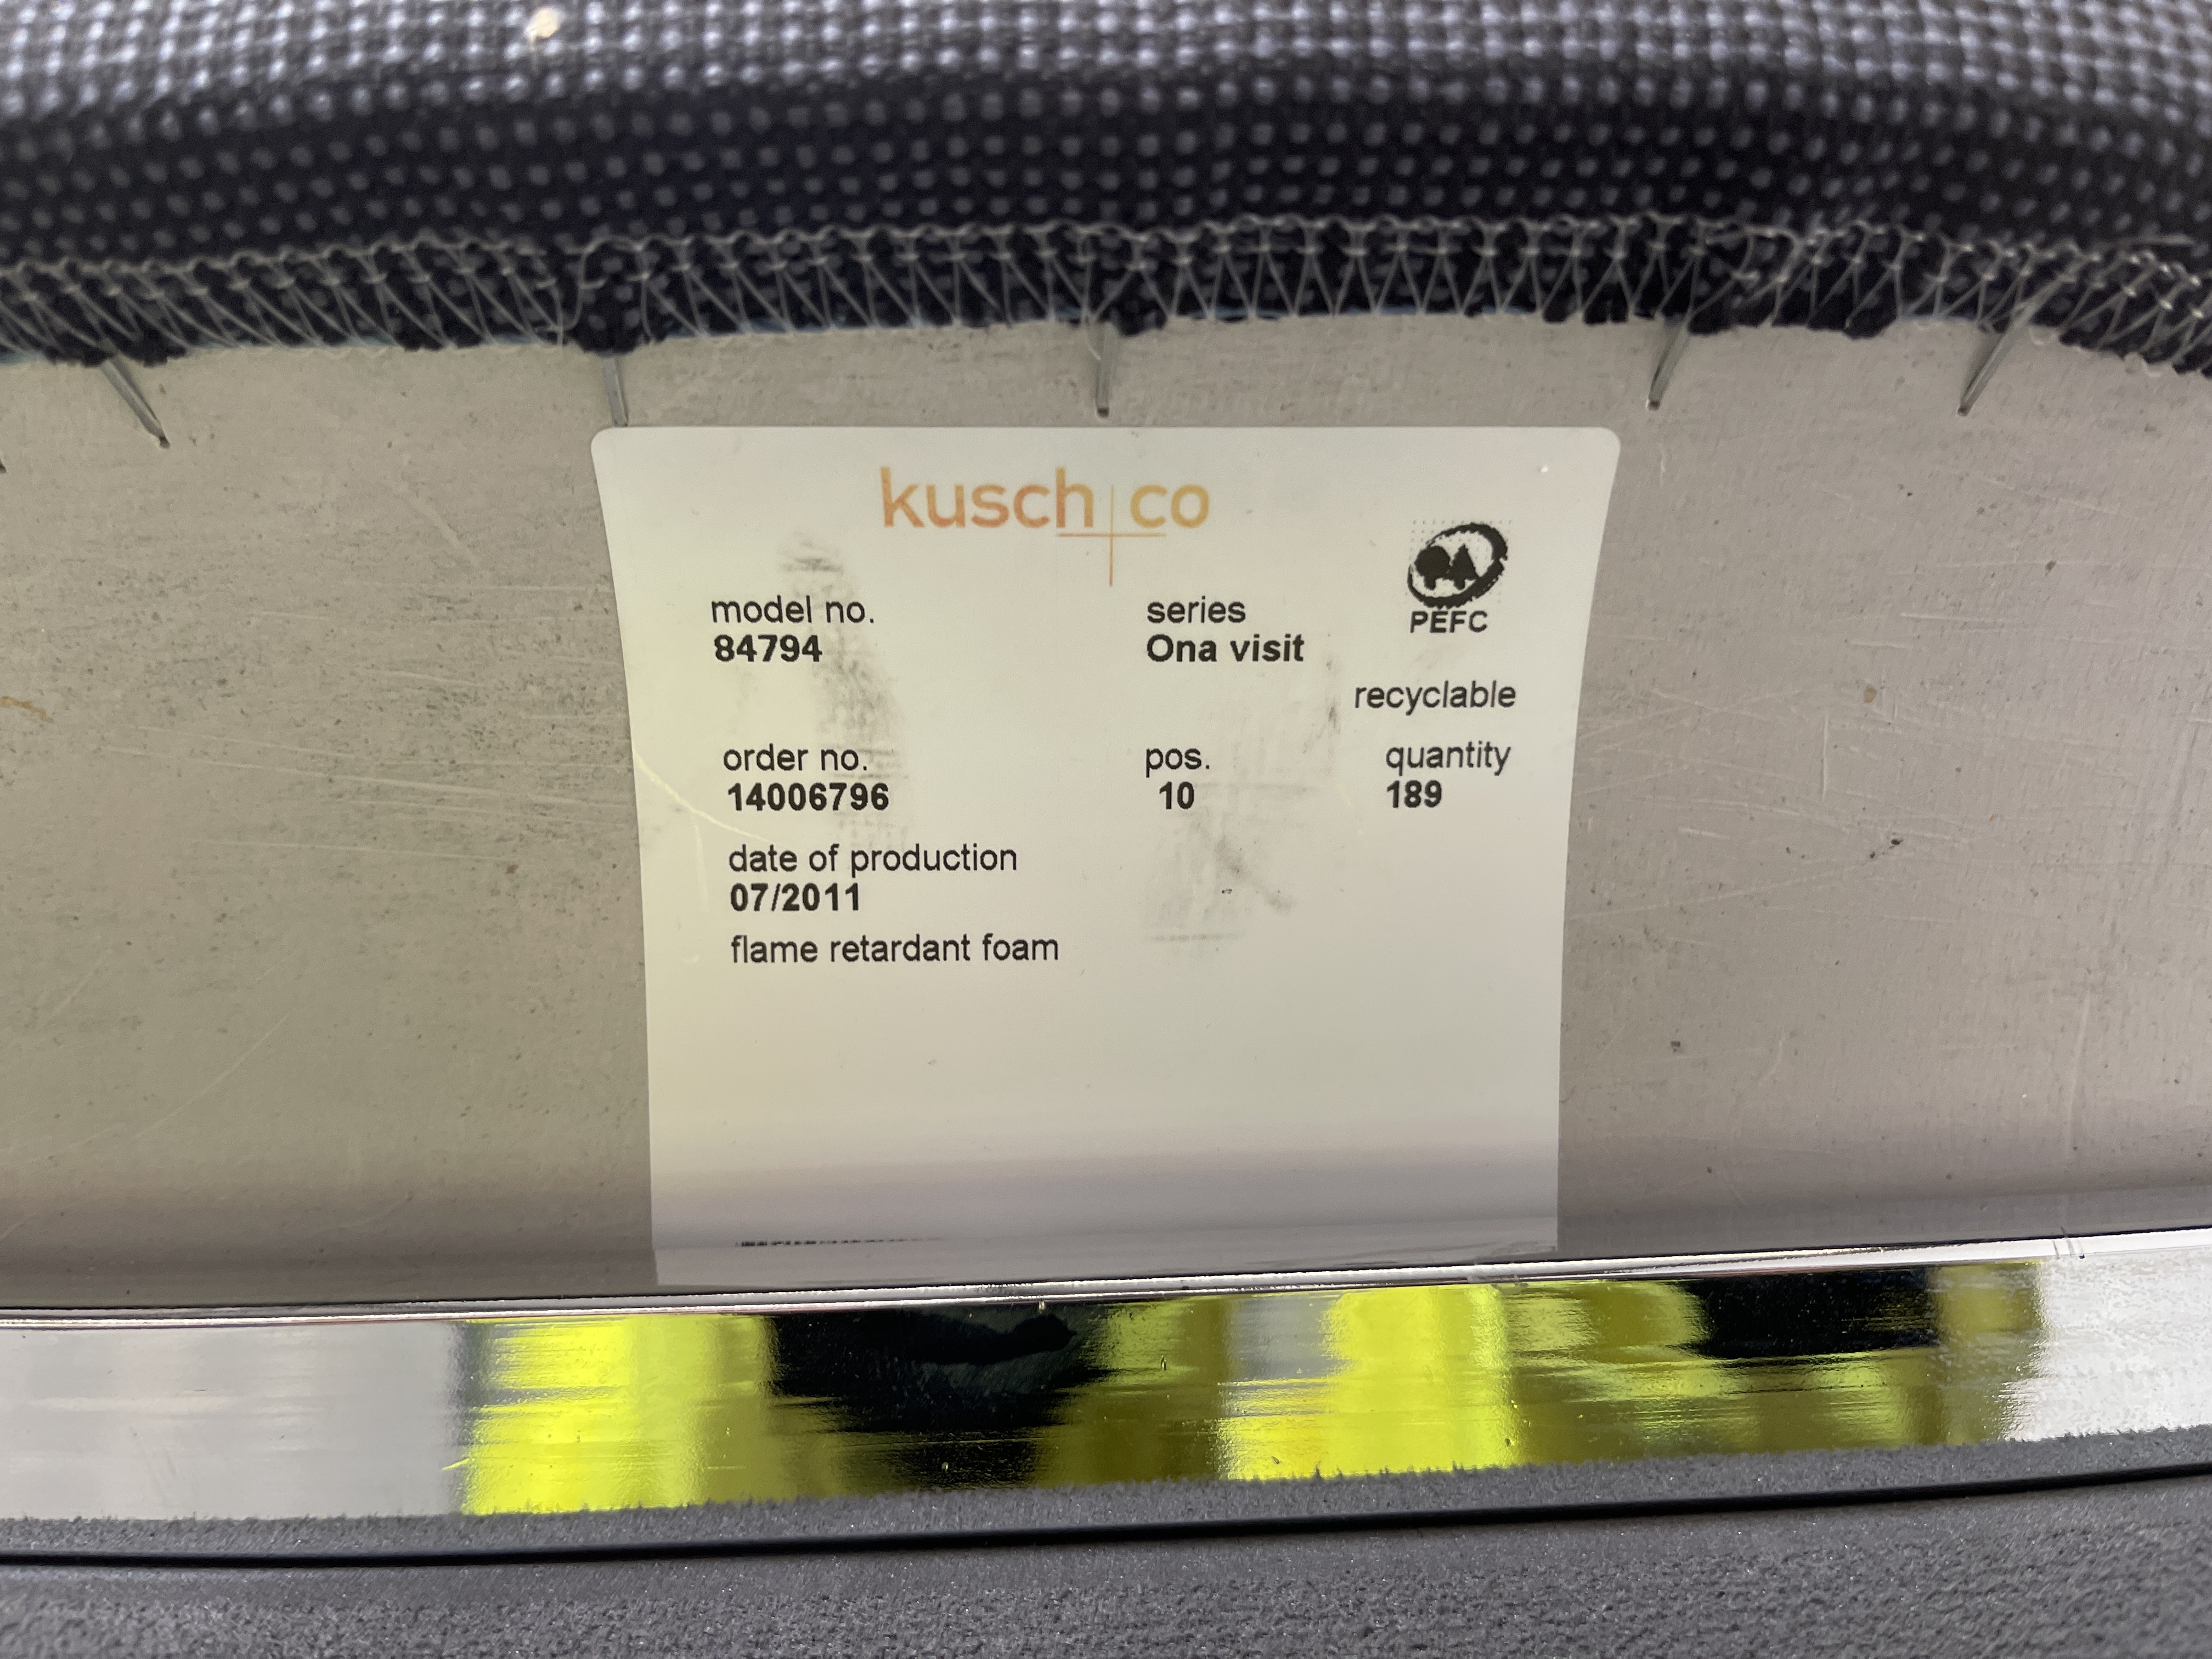 kusch+co
PEFC
model no. series
84794 Ona visit
recyclable
order no. pos. quantity
14006796 10 189
date of production
07/2011
flame retardant foam